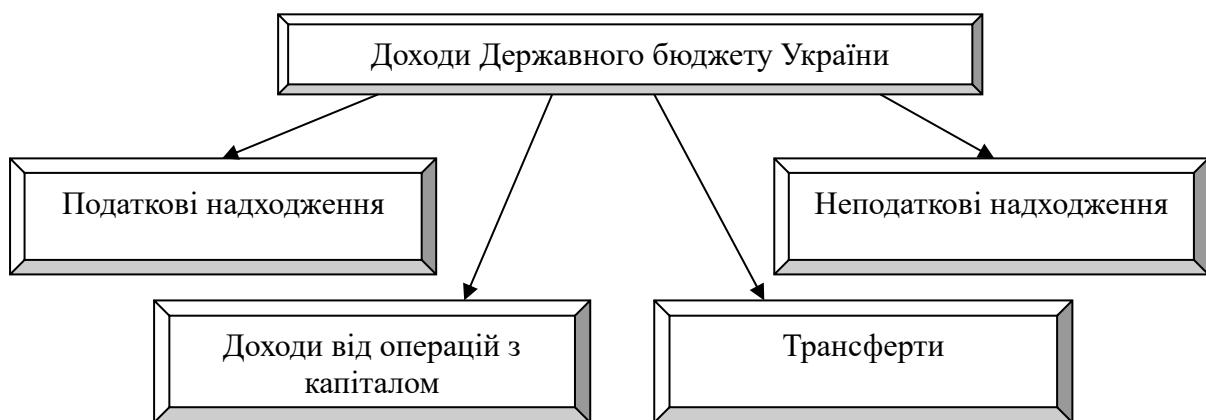 Доходи Державного бюджету України
Податкові надходження
Неподаткові надходження
Доходи від операцій з
капіталом
Трансферти